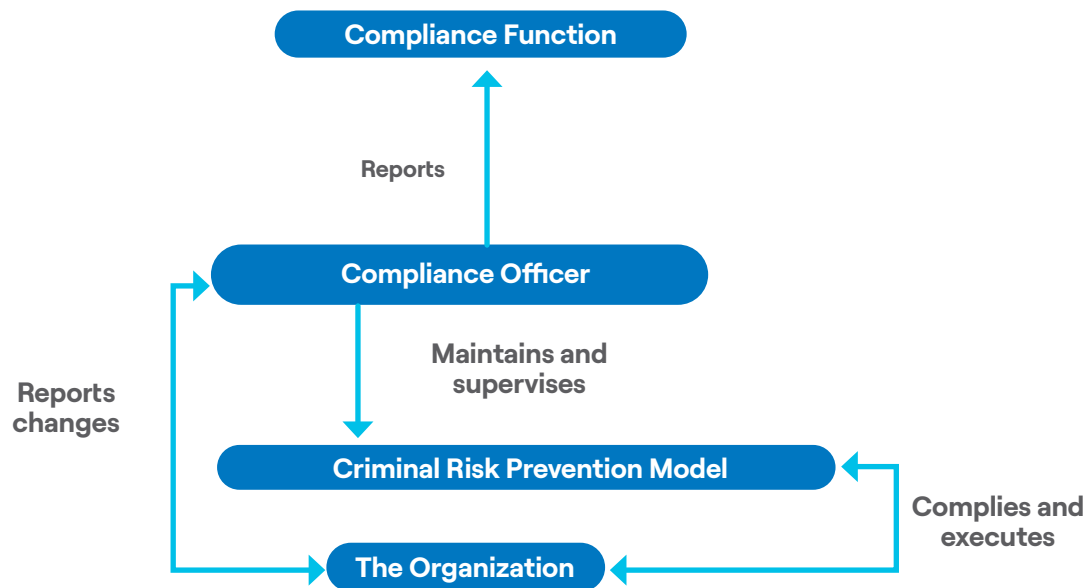 Compliance Function
Reports
Compliance Officer
Maintains and
supervises
Reports
changes
Criminal Risk Prevention Model
Complies and
executes
The Organization